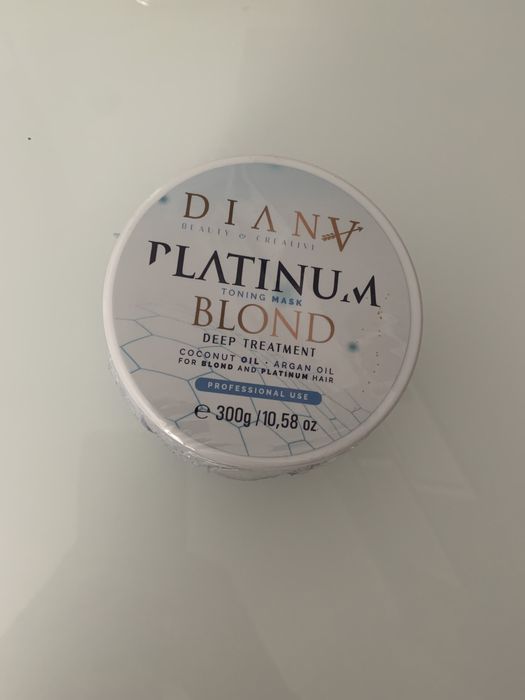 DIANA
BEAUTY & CREATIVE
PLATINUM
TONING MASK
BLOND
DEEP TREATMENT
COCONUT OIL · ARGAN OIL
FOR BLOND AND PLATINUM HAIR
PROFESSIONAL USE
℮ 300g/10,58 oz